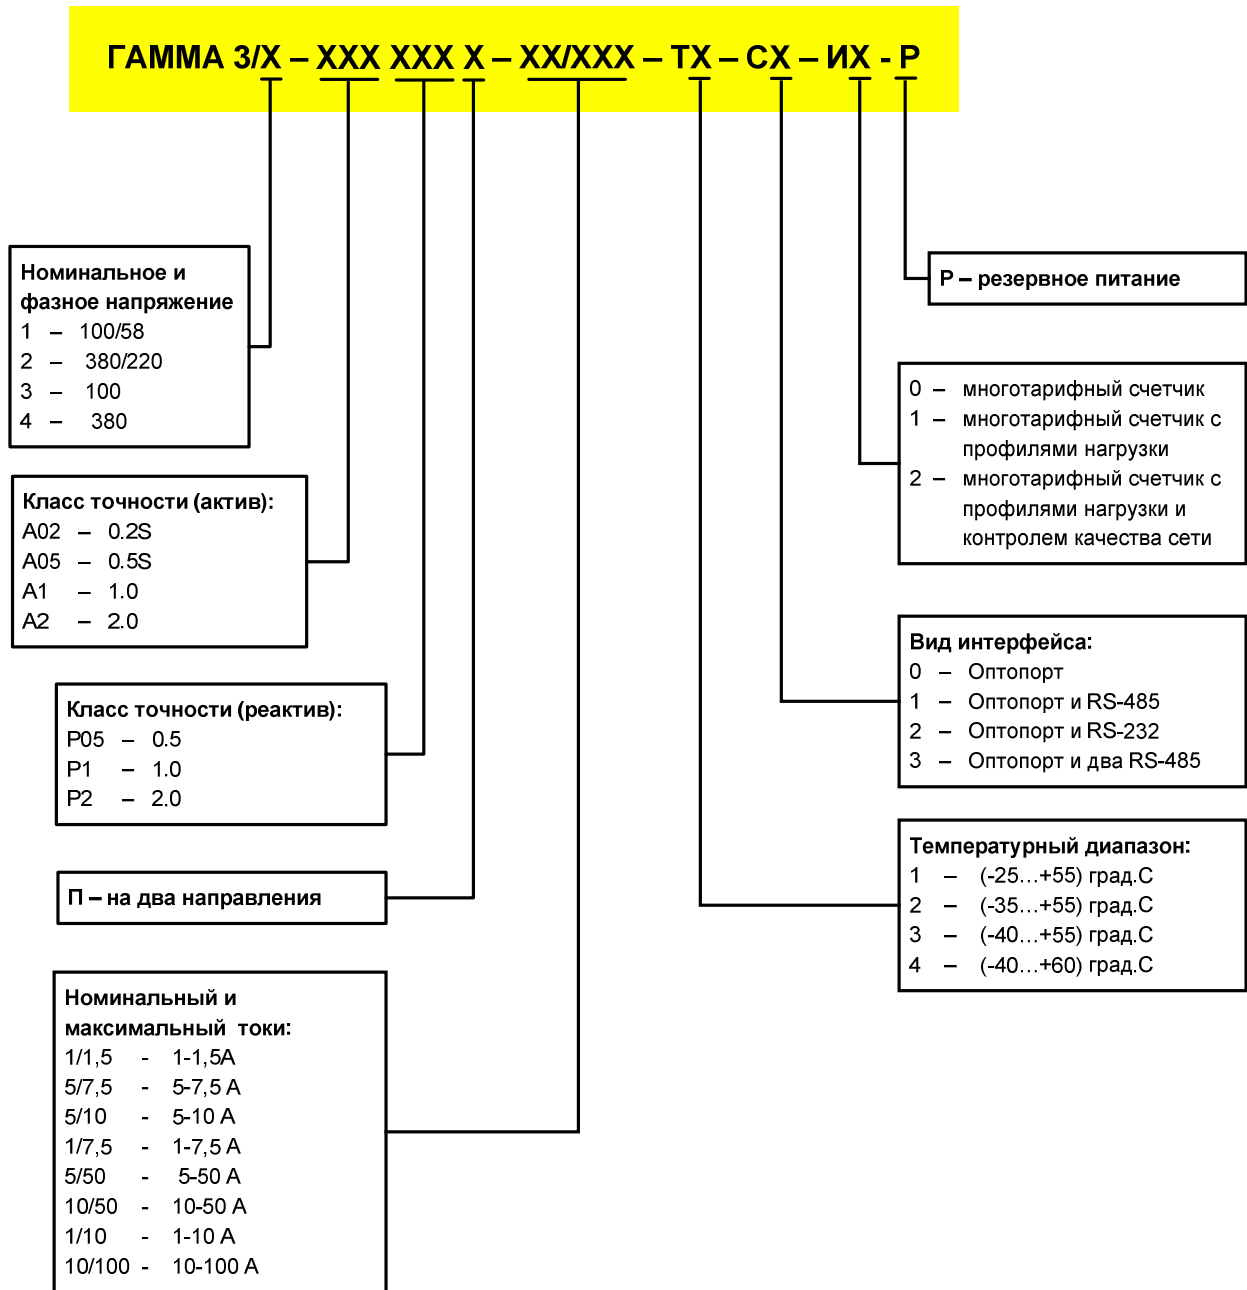 ГАММА 3/Х – ХХХ ХХХ Х – ХХ/ХХХ – ТХ – СХ – ИХ - Р
Номинальное и
фазное напряжение
1 – 100/58
2 – 380/220
3 – 100
4 – 380
Класс точности (актив):
А02 – 0.2S
А05 – 0.5S
А1 – 1.0
А2 – 2.0
Класс точности (реактив):
Р05 – 0.5
Р1 – 1.0
Р2 – 2.0
П – на два направления
Номинальный и
максимальный токи:
1/1,5 - 1-1,5А
5/7,5 - 5-7,5 А
5/10 - 5-10 А
1/7,5 - 1-7,5 А
5/50 - 5-50 А
10/50 - 10-50 А
1/10 - 1-10 А
10/100 - 10-100 А
Р – резервное питание
0 – многотарифный счетчик
1 – многотарифный счетчик с
профилями нагрузки
2 – многотарифный счетчик с
профилями нагрузки и
контролем качества сети
Вид интерфейса:
0 – Оптопорт
1 – Оптопорт и RS-485
2 – Оптопорт и RS-232
3 – Оптопорт и два RS-485
Температурный диапазон:
1 – (-25...+55) град.С
2 – (-35...+55) град.С
3 – (-40...+55) град.С
4 – (-40...+60) град.С